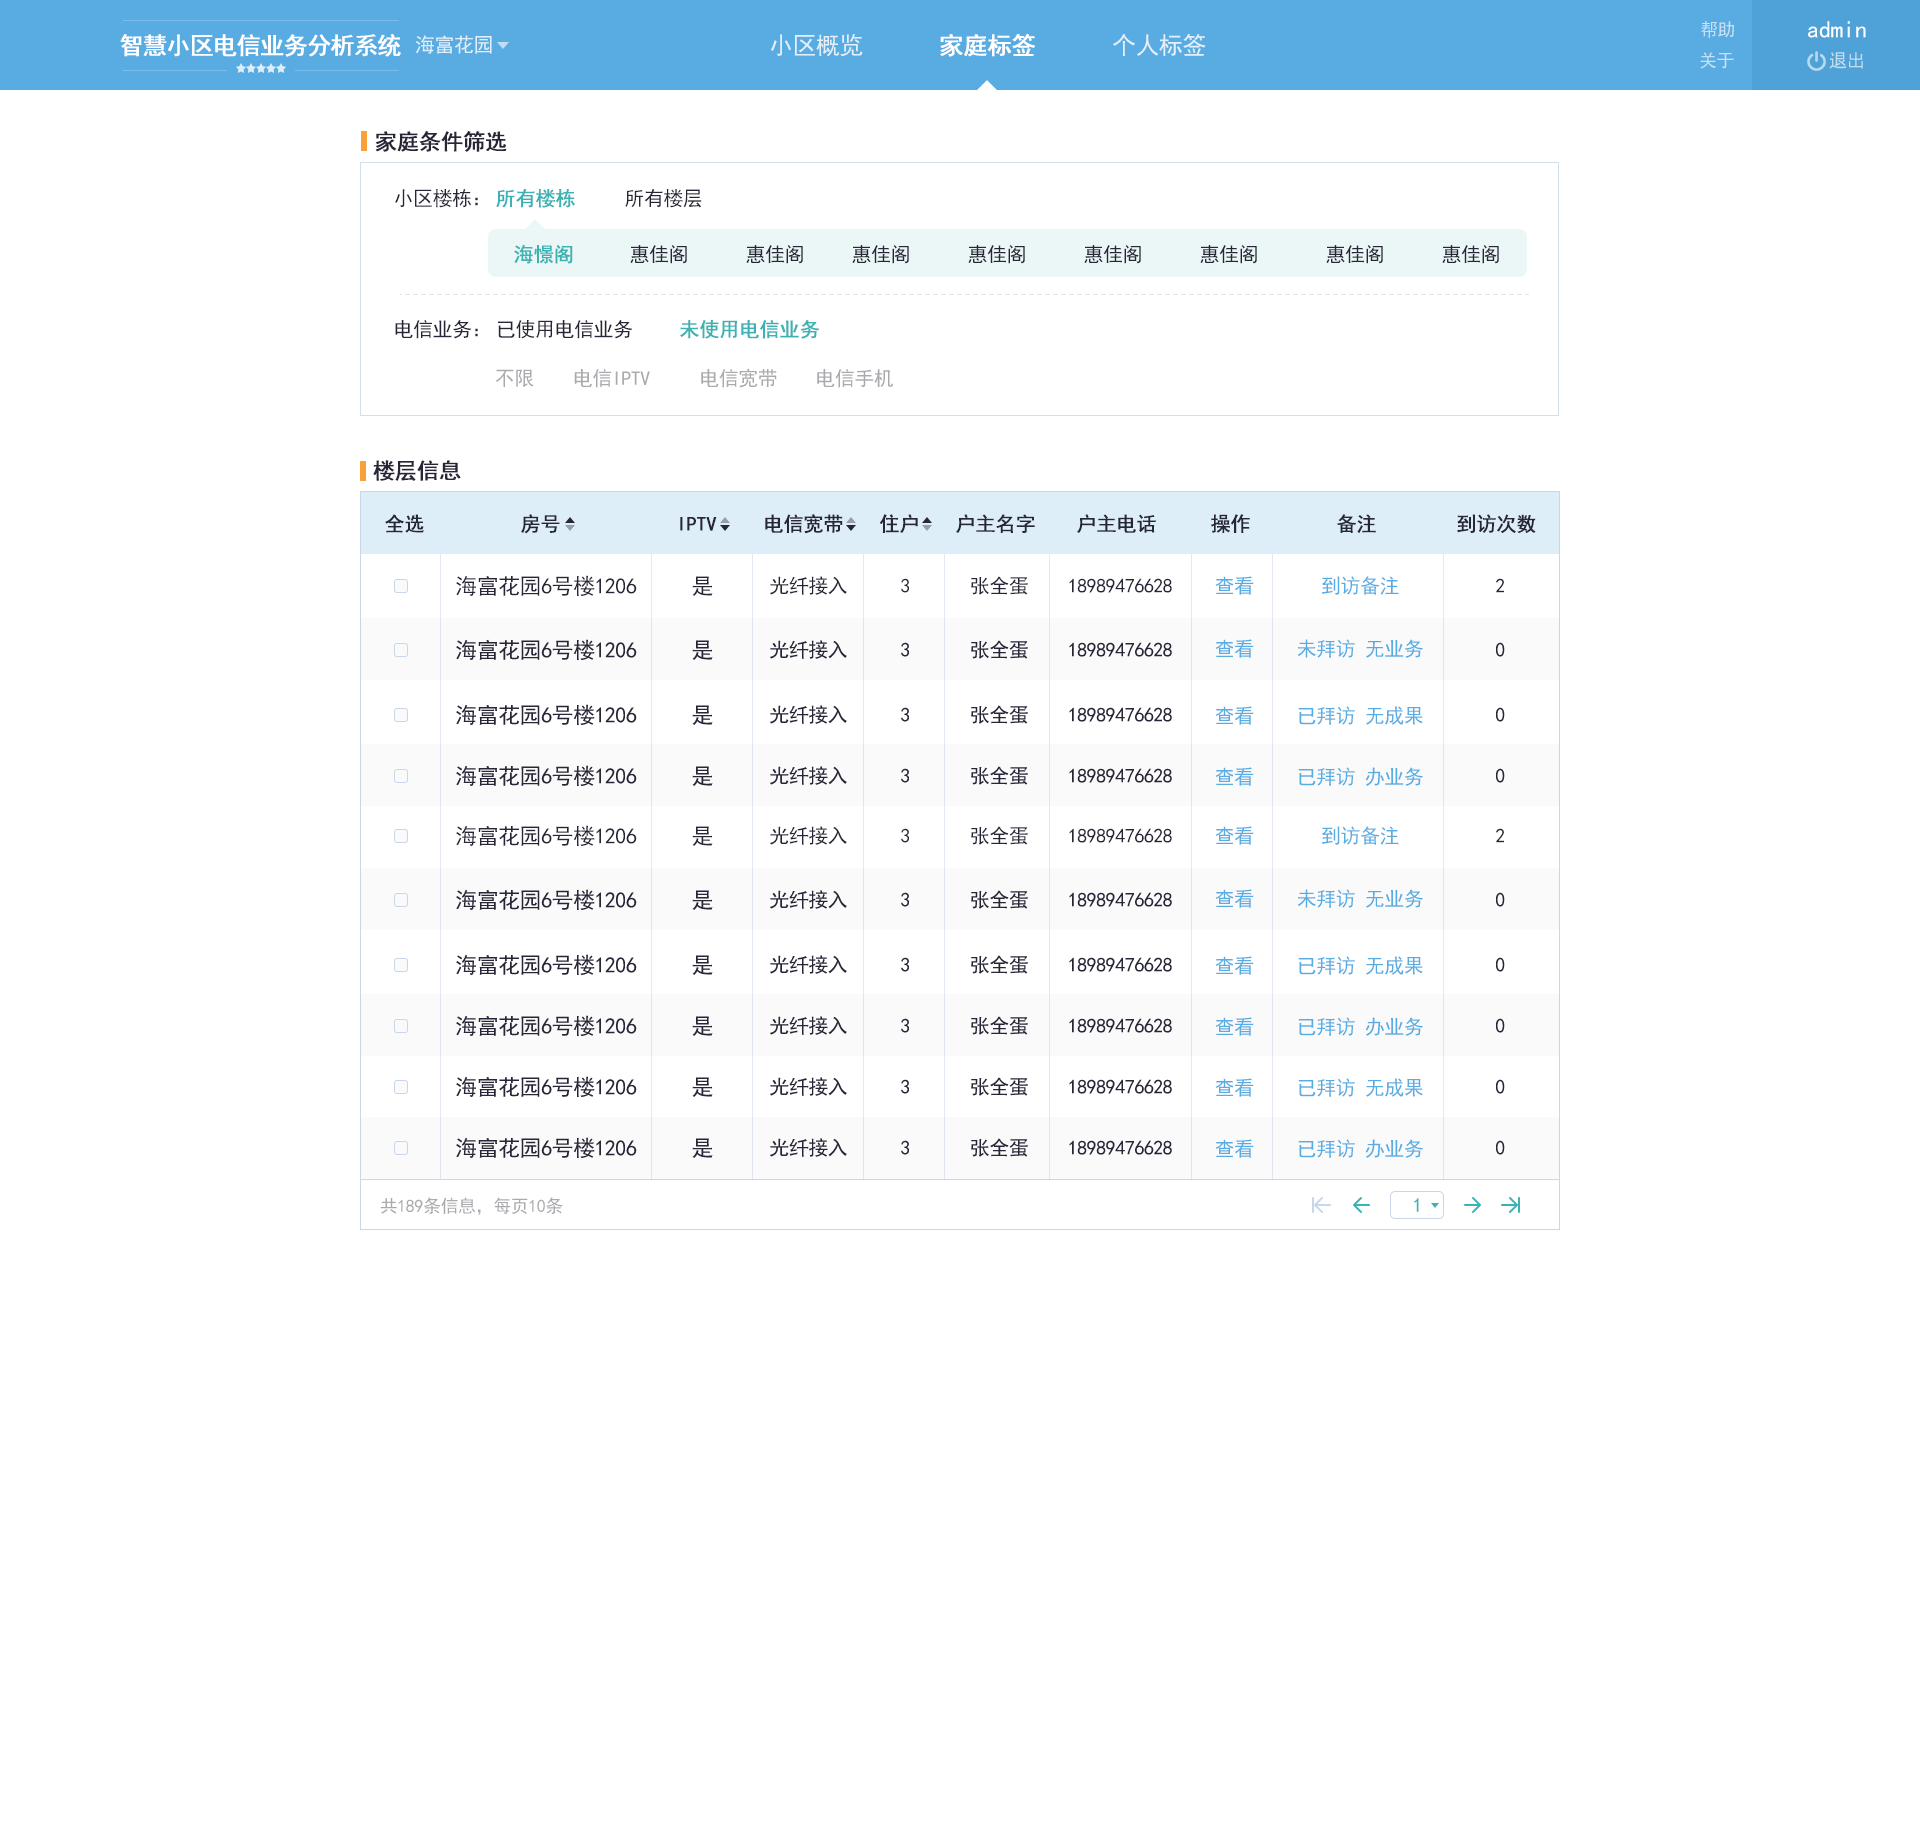 智慧小区电信业务分析系统 海富花园 小区概览 家庭标签 个人标签 帮助 admin
关于 退出
家庭条件筛选
小区楼栋： 所有楼栋 所有楼层
海憬阁 惠佳阁 惠佳阁 惠佳阁 惠佳阁 惠佳阁 惠佳阁 惠佳阁 惠佳阁
电信业务： 已使用电信业务 未使用电信业务
不限 电信IPTV 电信宽带 电信手机
楼层信息
全选 房号 IPTV 电信宽带 住户 户主名字 户主电话 操作 备注 到访次数
海富花园6号楼1206 是 光纤接入 3 张全蛋 18989476628 查看 到访备注 2
海富花园6号楼1206 是 光纤接入 3 张全蛋 18989476628 查看 未拜访 无业务 0
海富花园6号楼1206 是 光纤接入 3 张全蛋 18989476628 查看 已拜访 无成果 0
海富花园6号楼1206 是 光纤接入 3 张全蛋 18989476628 查看 已拜访 办业务 0
海富花园6号楼1206 是 光纤接入 3 张全蛋 18989476628 查看 到访备注 2
海富花园6号楼1206 是 光纤接入 3 张全蛋 18989476628 查看 未拜访 无业务 0
海富花园6号楼1206 是 光纤接入 3 张全蛋 18989476628 查看 已拜访 无成果 0
海富花园6号楼1206 是 光纤接入 3 张全蛋 18989476628 查看 已拜访 办业务 0
海富花园6号楼1206 是 光纤接入 3 张全蛋 18989476628 查看 已拜访 无成果 0
海富花园6号楼1206 是 光纤接入 3 张全蛋 18989476628 查看 已拜访 办业务 0
共189条信息，每页10条 1